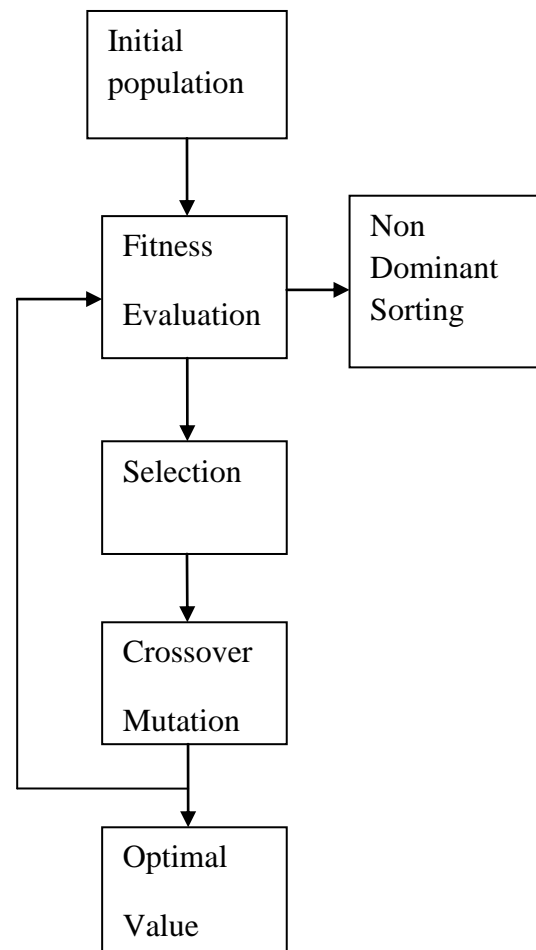 Initial
population
Fitness
Evaluation
Non
Dominant
Sorting
Selection
Crossover
Mutation
Optimal
Value